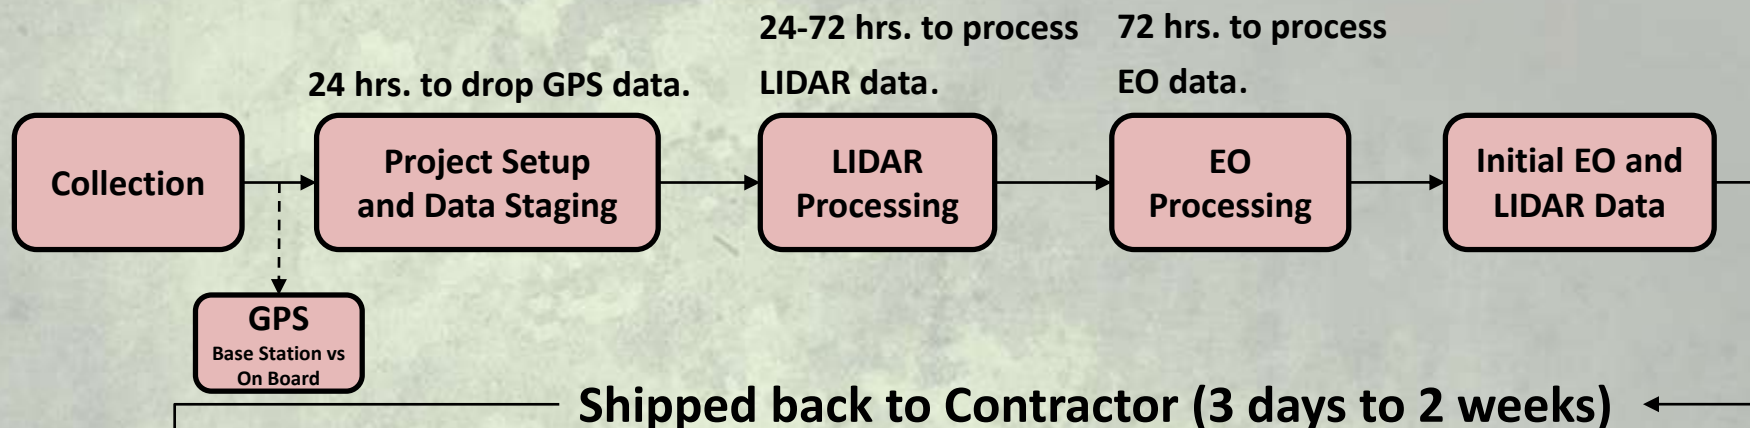 24-72 hrs. to process
LIDAR data.
72 hrs. to process
EO data.
24 hrs. to drop GPS data.
Collection
Project Setup
and Data Staging
LIDAR
Processing
EO
Processing
Initial EO and
LIDAR Data
GPS
Base Station vs
On Board
Shipped back to Contractor (3 days to 2 weeks)